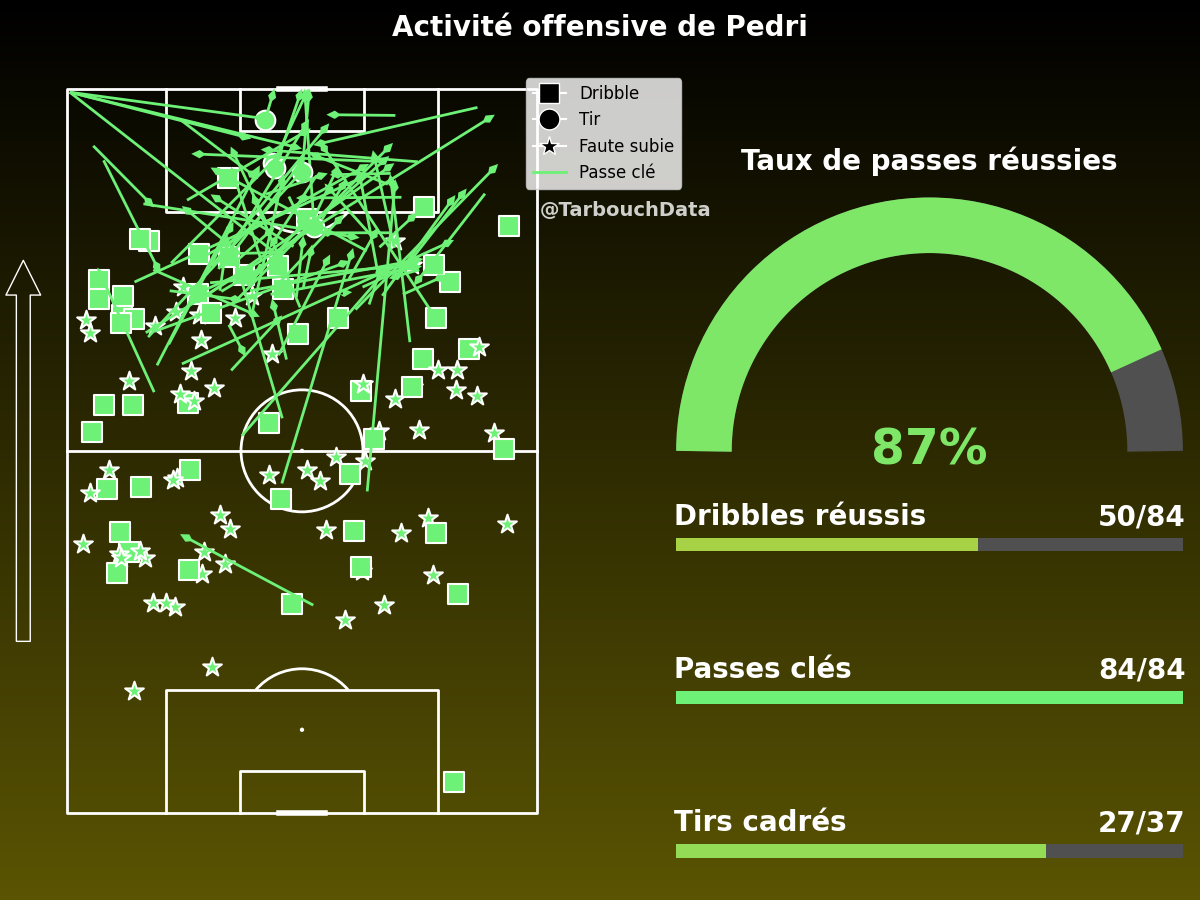 Activité offensive de Pedri
Dribble
Tir
Faute subie
Passe clé
@TarbouchData
Taux de passes réussies
87%
Dribbles réussis 50/84
Passes clés 84/84
Tirs cadrés 27/37